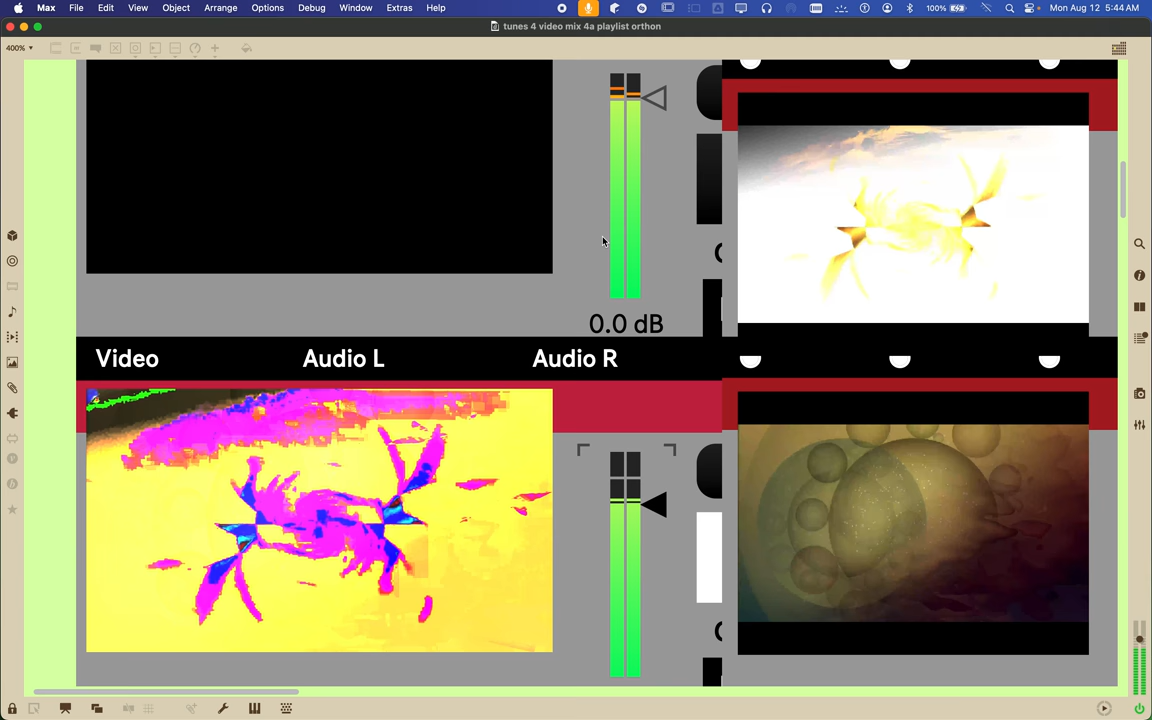 Max File Edit View Object Arrange Options Debug Window Extras Help 100% Mon Aug 12 5:44 AM
tunes 4 video mix 4a playlist orthon
400%
0.0 dB
Video Audio L Audio R